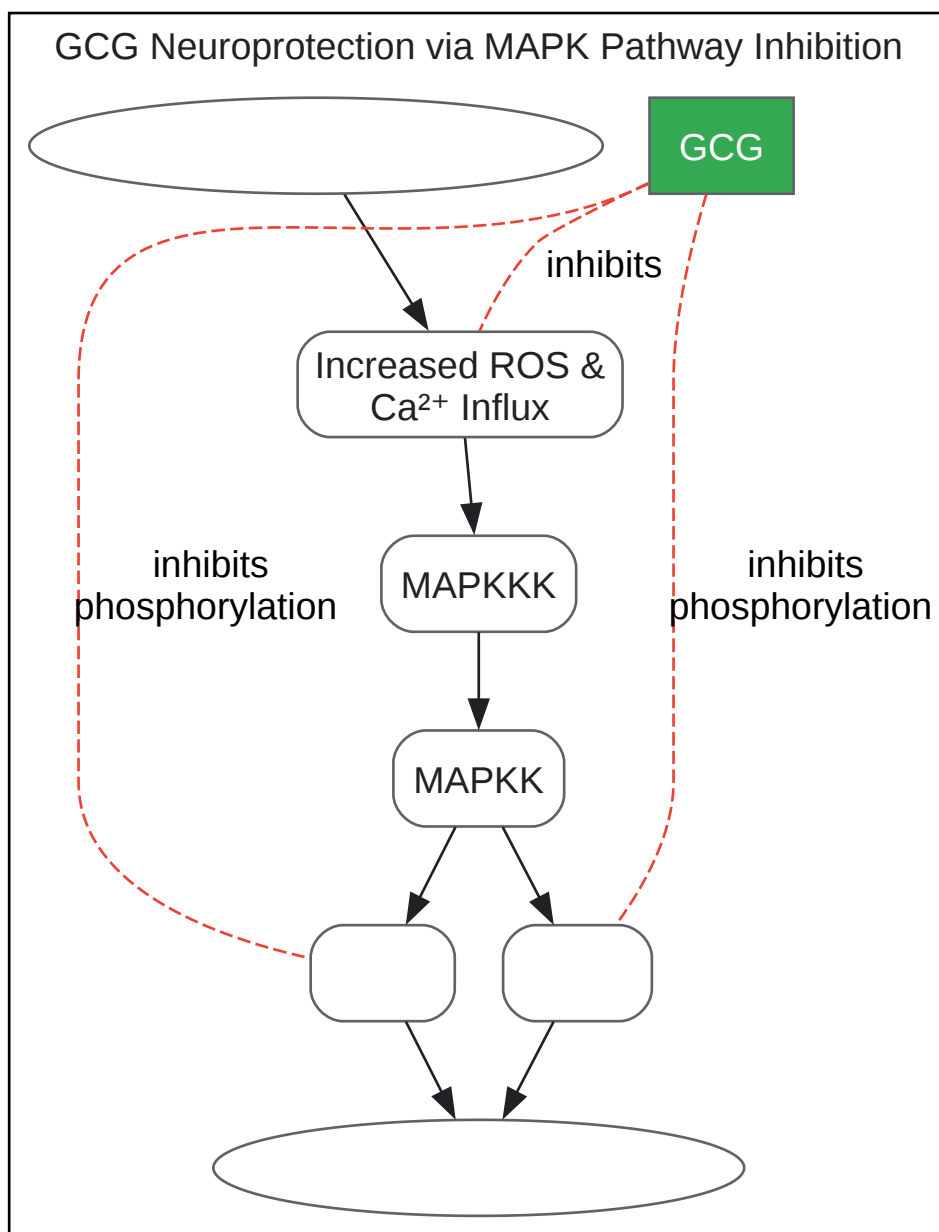 GCG Neuroprotection via MAPK Pathway Inhibition
GCG
inhibits
Increased ROS &
Ca²⁺ Influx
inhibits
phosphorylation
MAPKKK
inhibits
phosphorylation
MAPKK